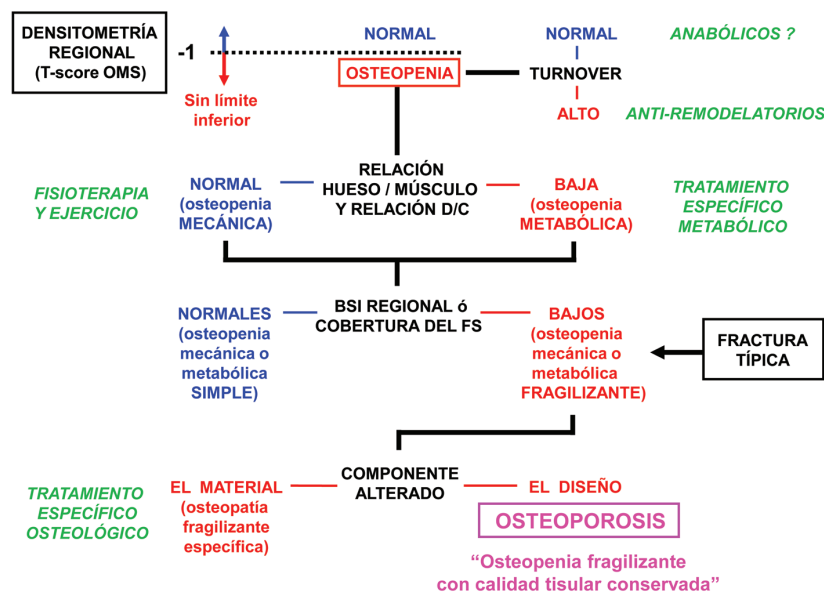 DENSITOMETRÍA
REGIONAL
(T-score OMS)
-1
Sin límite
inferior
NORMAL
OSTEOPENIA
NORMAL
TURNOVER
ALTO
ANABÓLICOS ?
ANTI-REMODELATORIOS
FISIOTERAPIA
Y EJERCICIO
NORMAL
(osteopenia
MECÁNICA)
RELACIÓN
HUESO / MÚSCULO
Y RELACIÓN D/C
BAJA
(osteopenia
METABÓLICA)
TRATAMIENTO
ESPECÍFICO
METABÓLICO
NORMALES
(osteopenia
mecánica o
metabólica
SIMPLE)
BSI REGIONAL ó
COBERTURA DEL FS
BAJOS
(osteopenia
mecánica o
metabólica
FRAGILIZANTE)
FRACTURA
TÍPICA
TRATAMIENTO
ESPECÍFICO
OSTEOLÓGICO
EL MATERIAL
(osteopatía
fragilizante
específica)
COMPONENTE
ALTERADO
EL DISEÑO
OSTEOPOROSIS
“Osteopenia fragilizante
con calidad tisular conservada”